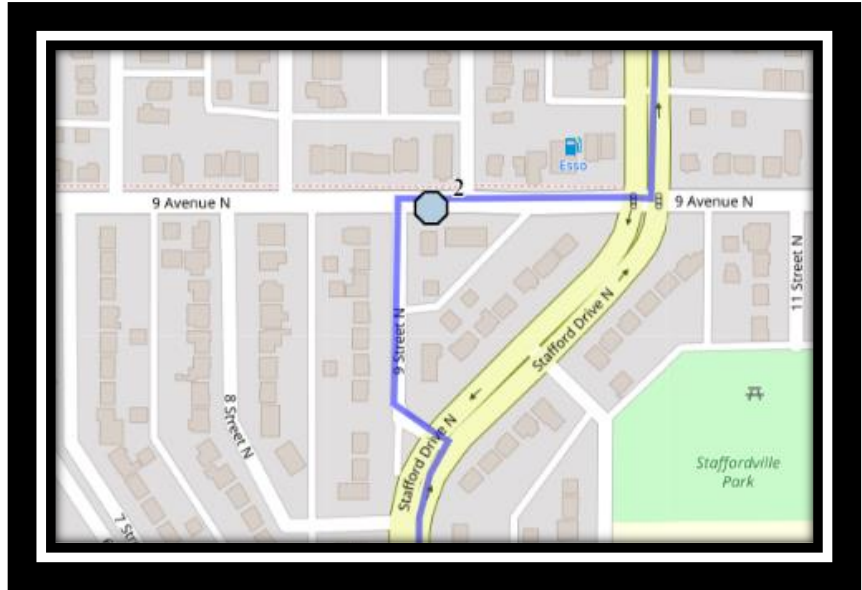 2
Esso
9 Avenue N
9 Avenue N
11 Street N
9 Street N
Stafford Drive N
8 Street N
Stafford Drive N
Staffordville
Park